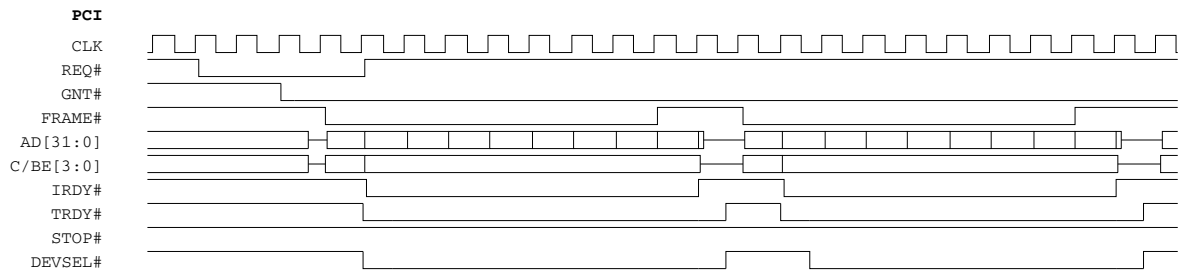 PCI
CLK
REQ#
GNT#
FRAME#
AD[31:0]
C/BE[3:0]
IRDY#
TRDY#
STOP#
DEVSEL#